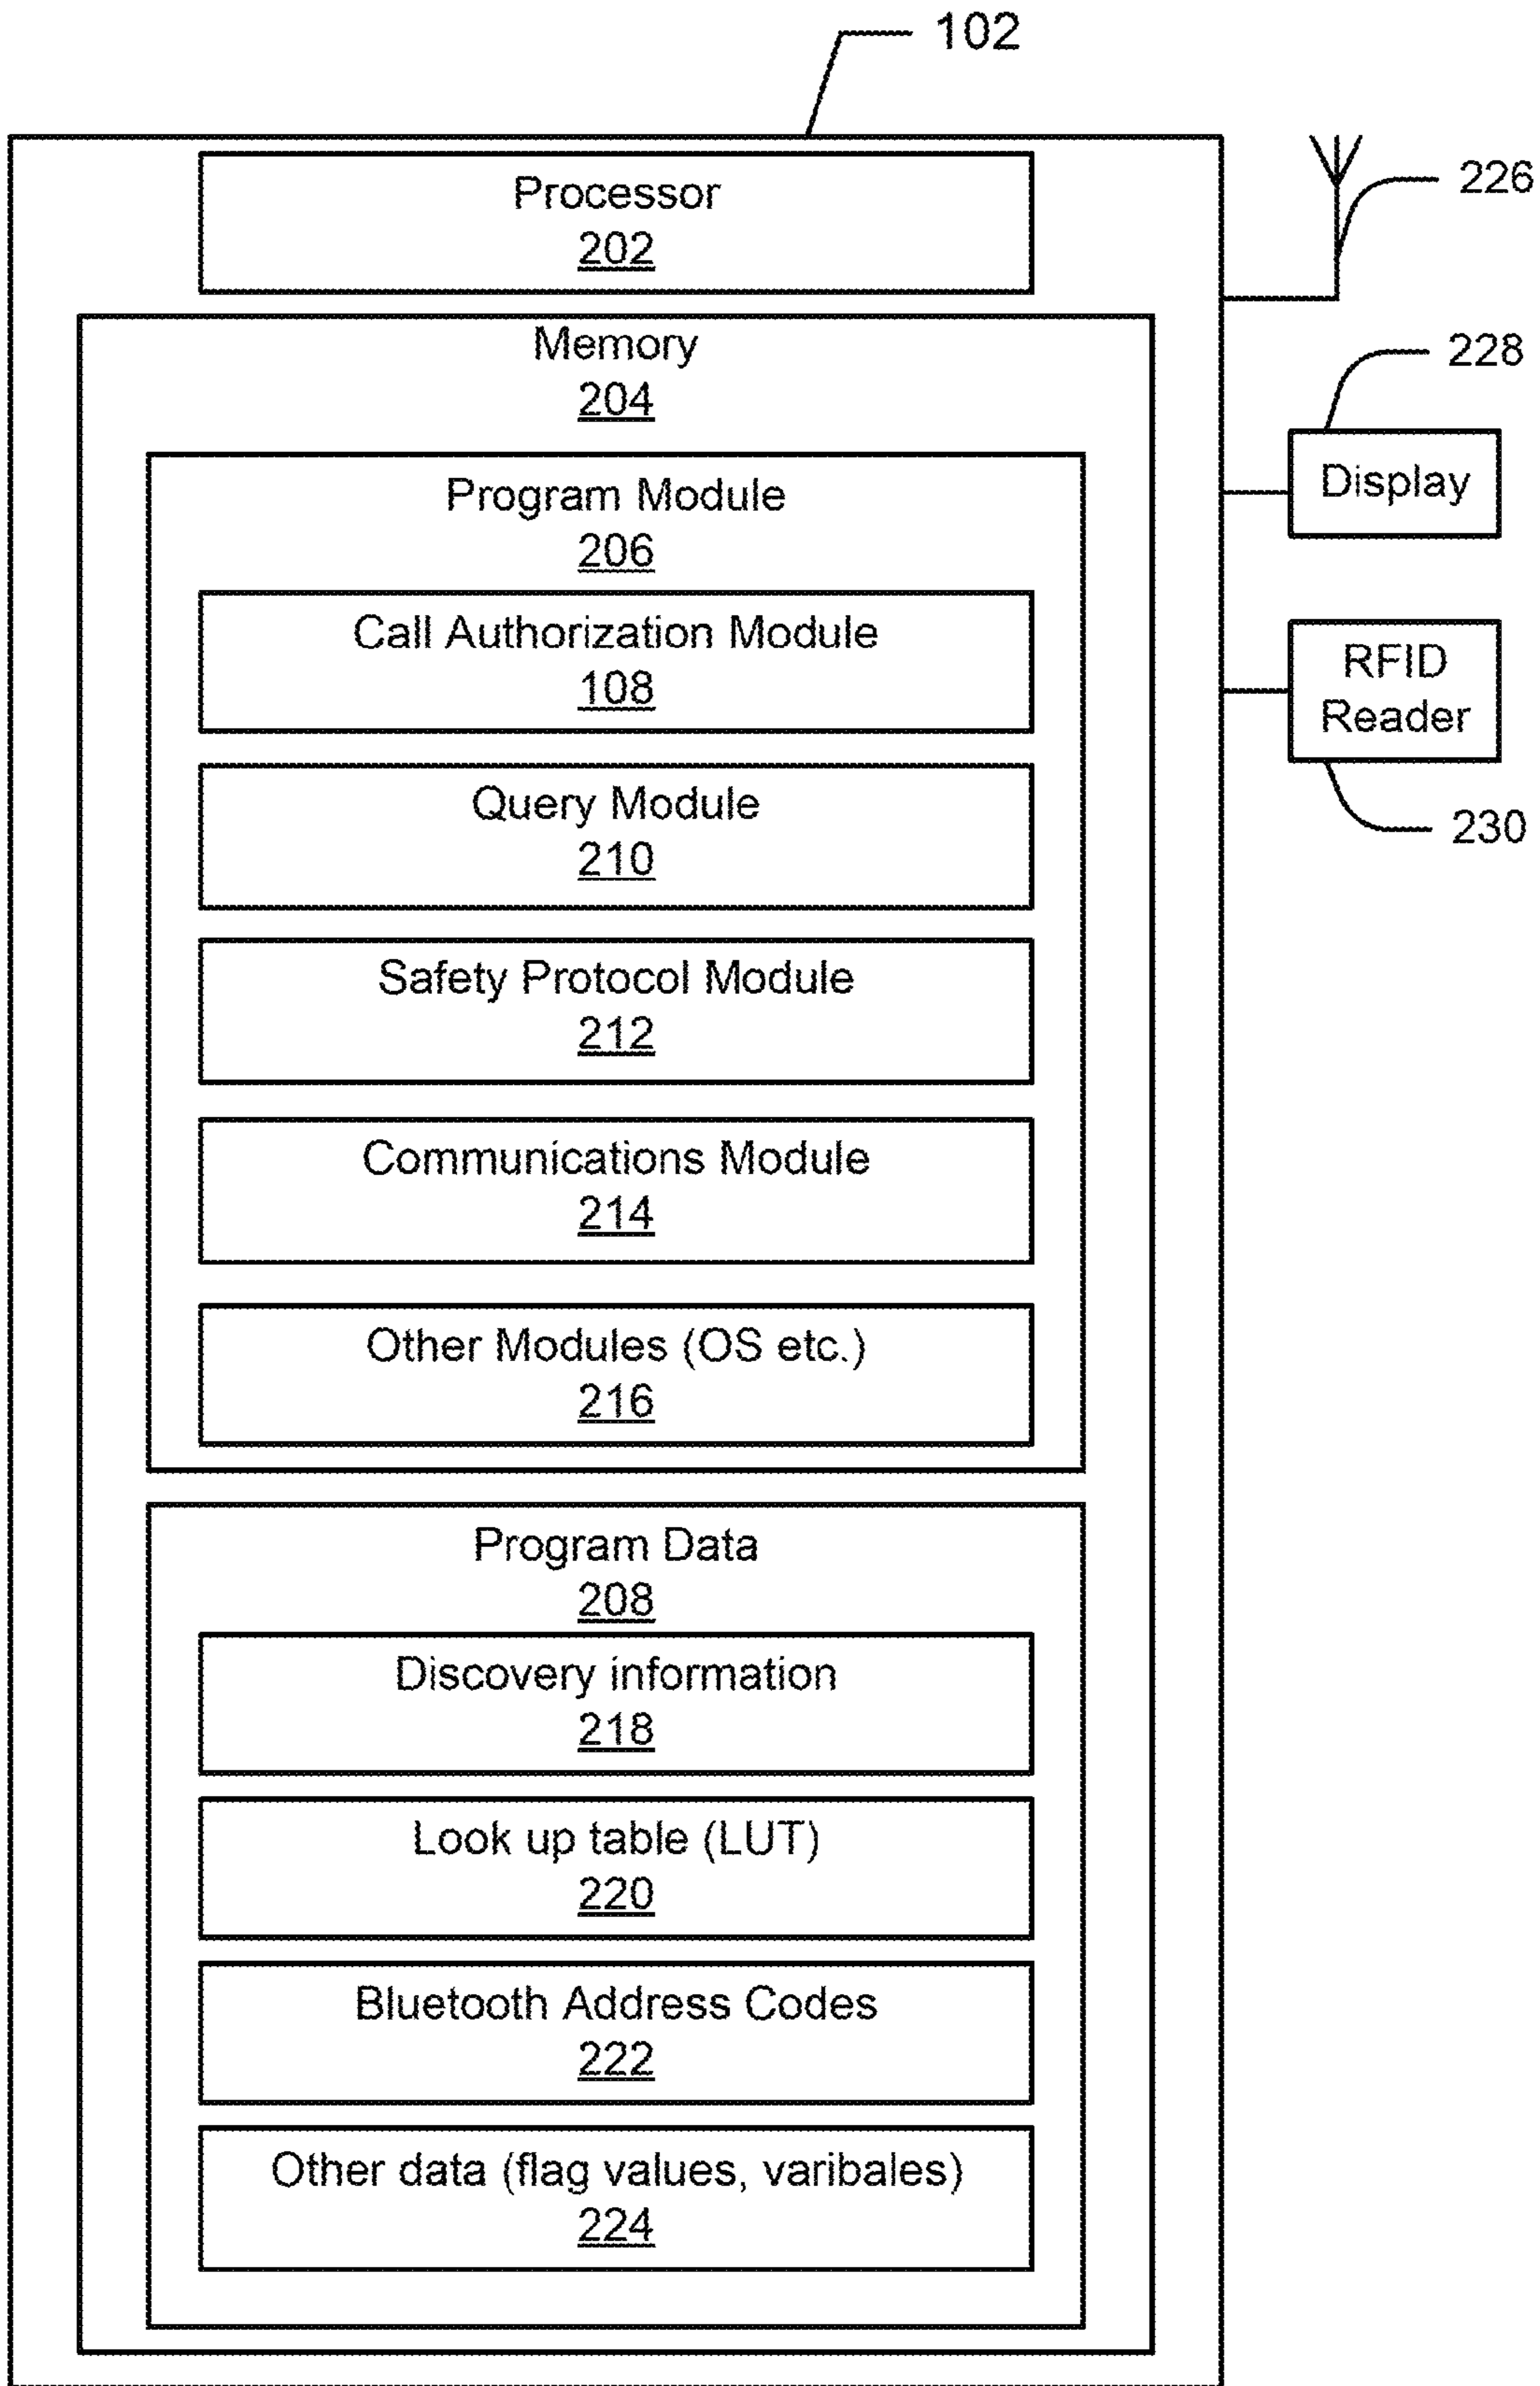 102
Processor
202
226
Memory
204
228
Display
Program Module
206
Call Authorization Module
108
RFID
Reader
230
Query Module
210
Safety Protocol Module
212
Communications Module
214
Other Modules (OS etc.)
216
Program Data
208
Discovery information
218
Look up table (LUT)
220
Bluetooth Address Codes
222
Other data (flag values, varibales)
224